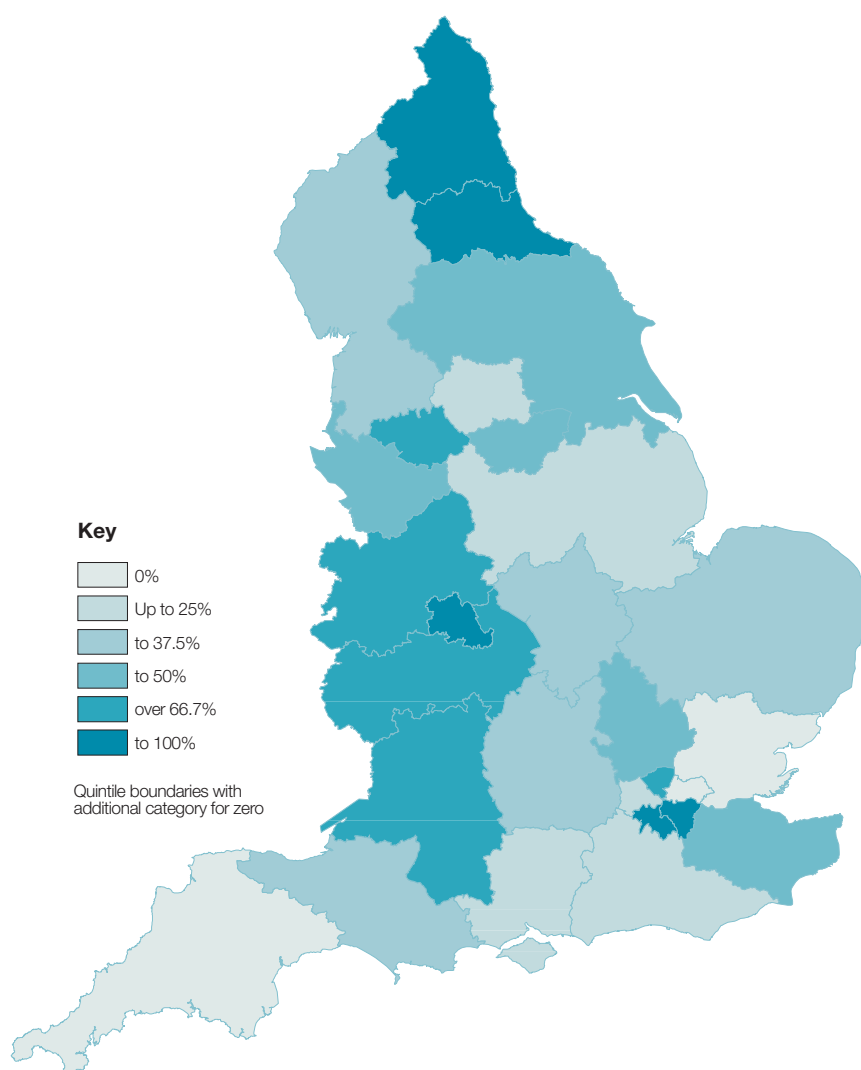 Key
0%
Up to 25%
to 37.5%
to 50%
over 66.7%
to 100%
Quintile boundaries with
additional category for zero